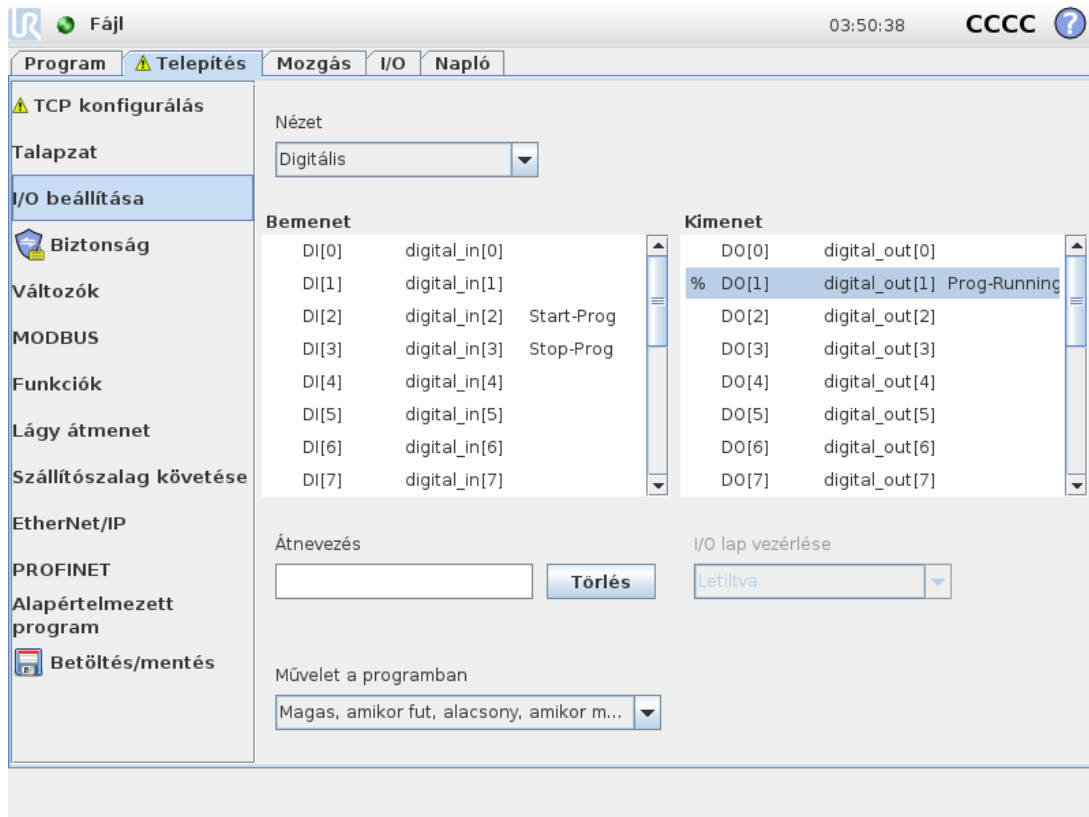 Fájl 03:50:38 CCCC ?
Program Telepítés Mozgás I/O Napló
TCP konfigurálás
Talapzat
I/O beállítása
Biztonság
Változók
MODBUS
Funkciók
Lágy átmenet
Szállítószalag követése
EtherNet/IP
PROFINET
Alapértelmezett
program
Betöltés/mentés
Nézet
Digitális
Bemenet
DI[0] digital_in[0]
DI[1] digital_in[1]
DI[2] digital_in[2] Start-Prog
DI[3] digital_in[3] Stop-Prog
DI[4] digital_in[4]
DI[5] digital_in[5]
DI[6] digital_in[6]
DI[7] digital_in[7]
Kimenet
DO[0] digital_out[0]
% DO[1] digital_out[1] Prog-Running
DO[2] digital_out[2]
DO[3] digital_out[3]
DO[4] digital_out[4]
DO[5] digital_out[5]
DO[6] digital_out[6]
DO[7] digital_out[7]
Átnevezés
Törlés
I/O lap vezérlése
Letiltva
Művelet a programban
Magas, amikor fut, alacsony, amikor m...